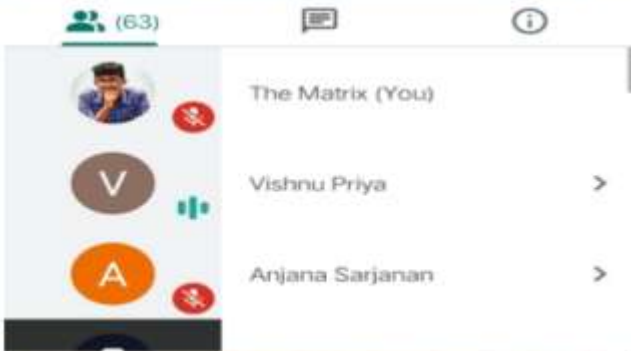 (63)
The Matrix (You)
V
Vishnu Priya
A
Anjana Sarjanan